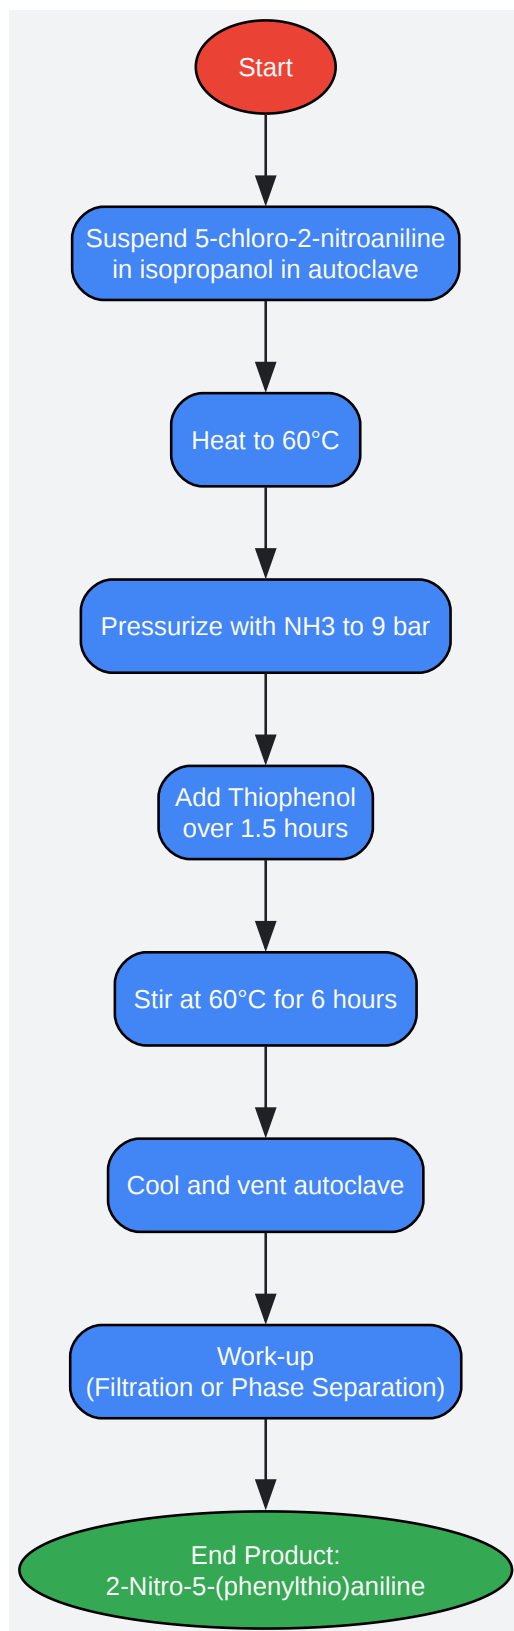 Start
Suspend 5-chloro-2-nitroaniline
in isopropanol in autoclave
Heat to 60°C
Pressurize with NH3 to 9 bar
Add Thiophenol
over 1.5 hours
Stir at 60°C for 6 hours
Cool and vent autoclave
Work-up
(Filtration or Phase Separation)
End Product:
2-Nitro-5-(phenylthio)aniline